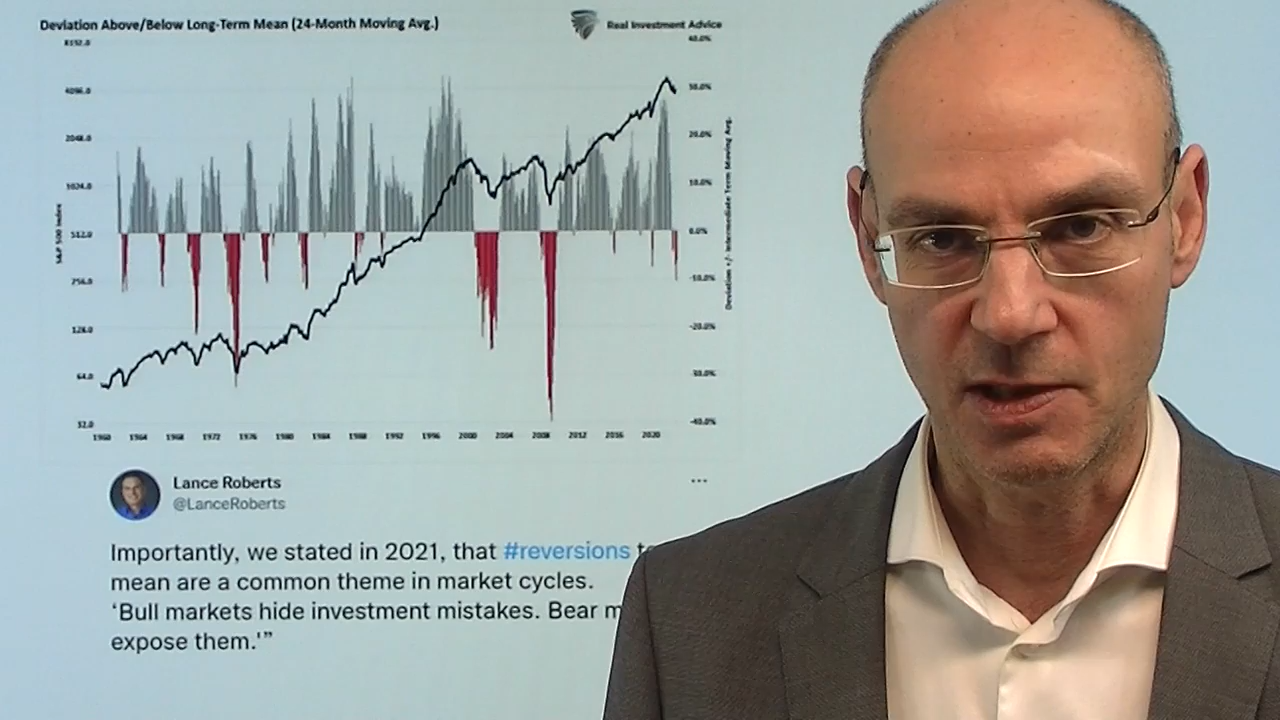 Deviation Above/Below Long-Term Mean (24-Month Moving Avg.)
Real Investment Advice
8192.0
4096.0
2048.0
1024.0
512.0
256.0
128.0
64.0
32.0
S&P 500 Index
40.0%
30.0%
20.0%
10.0%
0.0%
-10.0%
-20.0%
-30.0%
-40.0%
Deviation +/- Intermediate Term Moving Avg.
1960 1964 1968 1972 1976 1980 1984 1988 1992 1996 2000 2004 2008 2012 2016 2020
Lance Roberts
@LanceRoberts
...
Importantly, we stated in 2021, that #reversions
mean are a common theme in market cycles.
‘Bull markets hide investment mistakes. Bear
expose them.'”